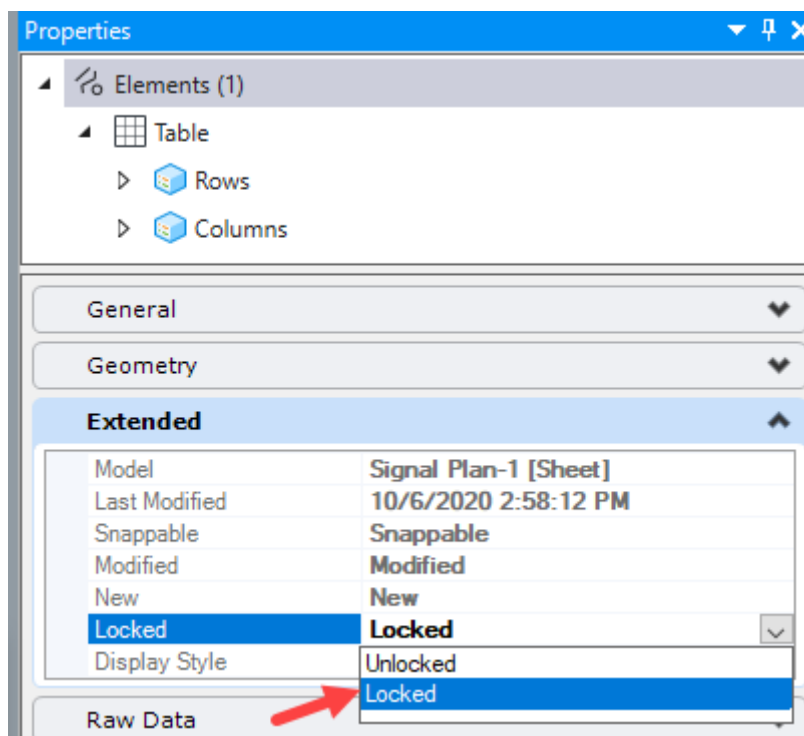 Properties
Elements (1)
Table
Rows
Columns
General
Geometry
Extended
Model Signal Plan-1 [Sheet]
Last Modified 10/6/2020 2:58:12 PM
Snappable Snappable
Modified Modified
New New
Locked Locked
Display Style Unlocked
Locked
Raw Data